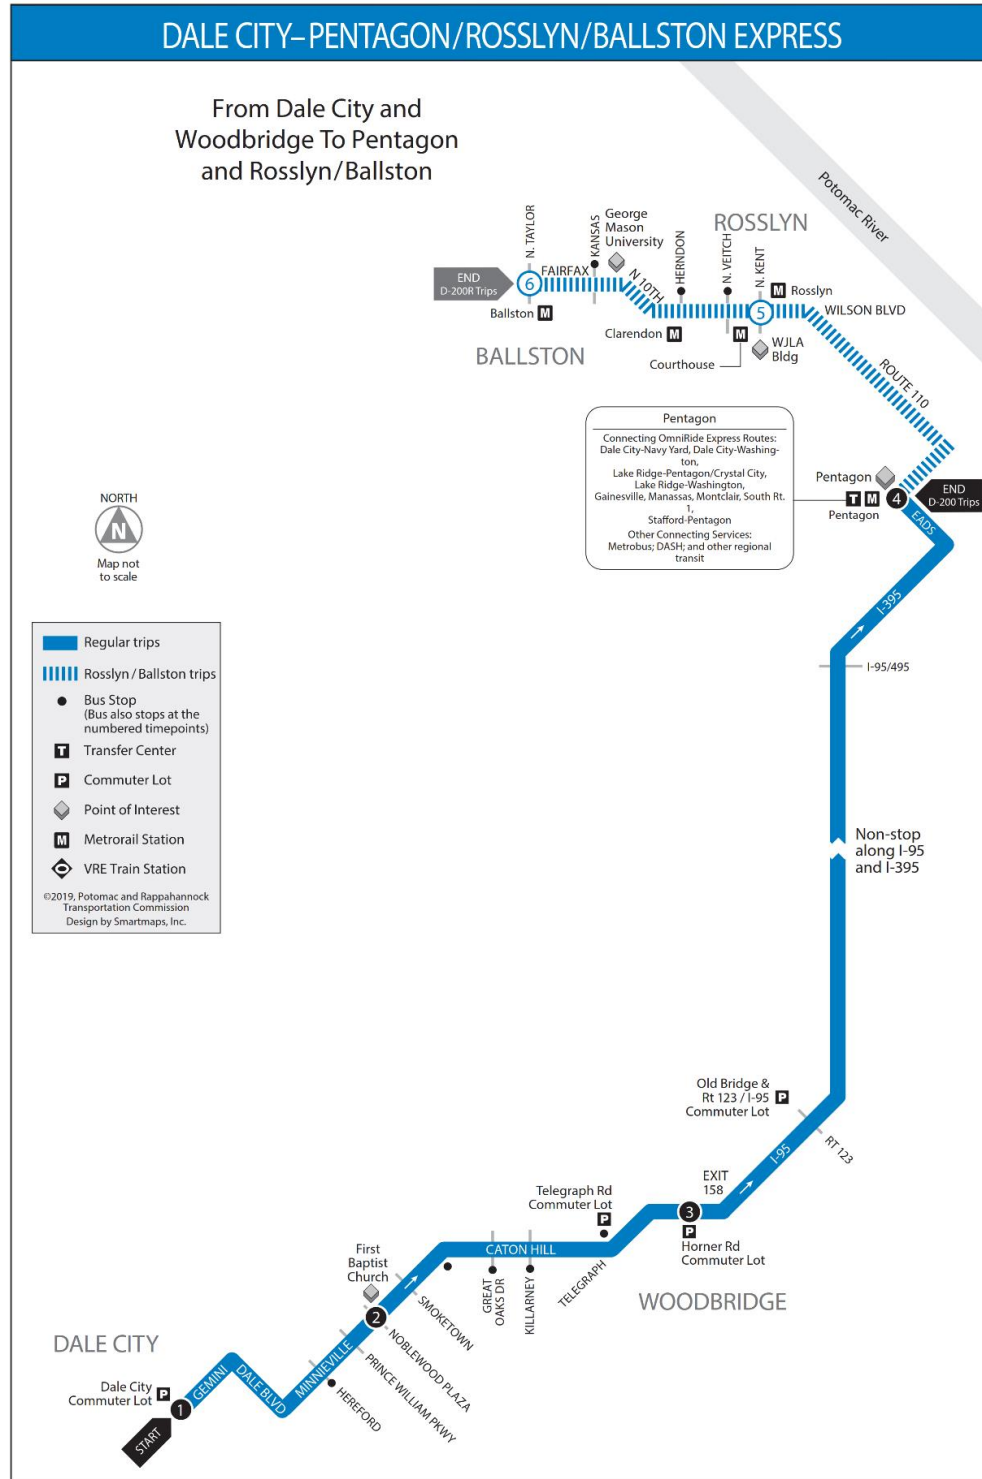 DALE CITY–PENTAGON/ROSSLYN/BALLSTON EXPRESS
From Dale City and
Woodbridge To Pentagon
and Rosslyn/Ballston
Potomac River
ROSSLYN
N. TAYLOR
KANSAS
George
Mason
University
HERNDON
N. VEITCH
N. KENT
END
D-200R Trips
6
FAIRFAX
N 10TH
M Rosslyn
5
WILSON BLVD
Ballston M
Clarendon M
M
WJLA
Bldg
Courthouse
BALLSTON
ROUTE 110
Pentagon
Connecting OmniRide Express Routes:
Dale City-Navy Yard, Dale City-Washing-
ton,
Lake Ridge-Pentagon/Crystal City,
Lake Ridge-Washington,
Gainesville, Manassas, Montclair, South Rt.
1,
Stafford-Pentagon
Other Connecting Services:
Metrobus; DASH; and other regional
transit
Pentagon
T M 4
Pentagon
END
D-200 Trips
EADS
NORTH
N
Map not
to scale
I-395
I-95/495
Regular trips
Rosslyn/Ballston trips
Bus Stop
(Bus also stops at the
numbered timepoints)
T Transfer Center
P Commuter Lot
Point of Interest
M Metrorail Station
VRE Train Station
©2019, Potomac and Rappahannock
Transportation Commission
Design by Smartmaps, Inc.
Non-stop
along I-95
and I-395
Old Bridge &
Rt 123 / I-95 P
Commuter Lot
RT 123
I-95
EXIT
158
Telegraph Rd
Commuter Lot
P
3
P
Horner Rd
Commuter Lot
TELEGRAPH
WOODBRIDGE
CATON HILL
GREAT
OAKS DR
KILLARNEY
First
Baptist
Church
2
SMOKETOWN
NOBLEWOOD PLAZA
PRINCE WILLIAM PKWY
HEREFORD
MINNIEVILLE
DALE CITY
Dale City P
Commuter Lot
1
GEMINI
DALE BLVD
START